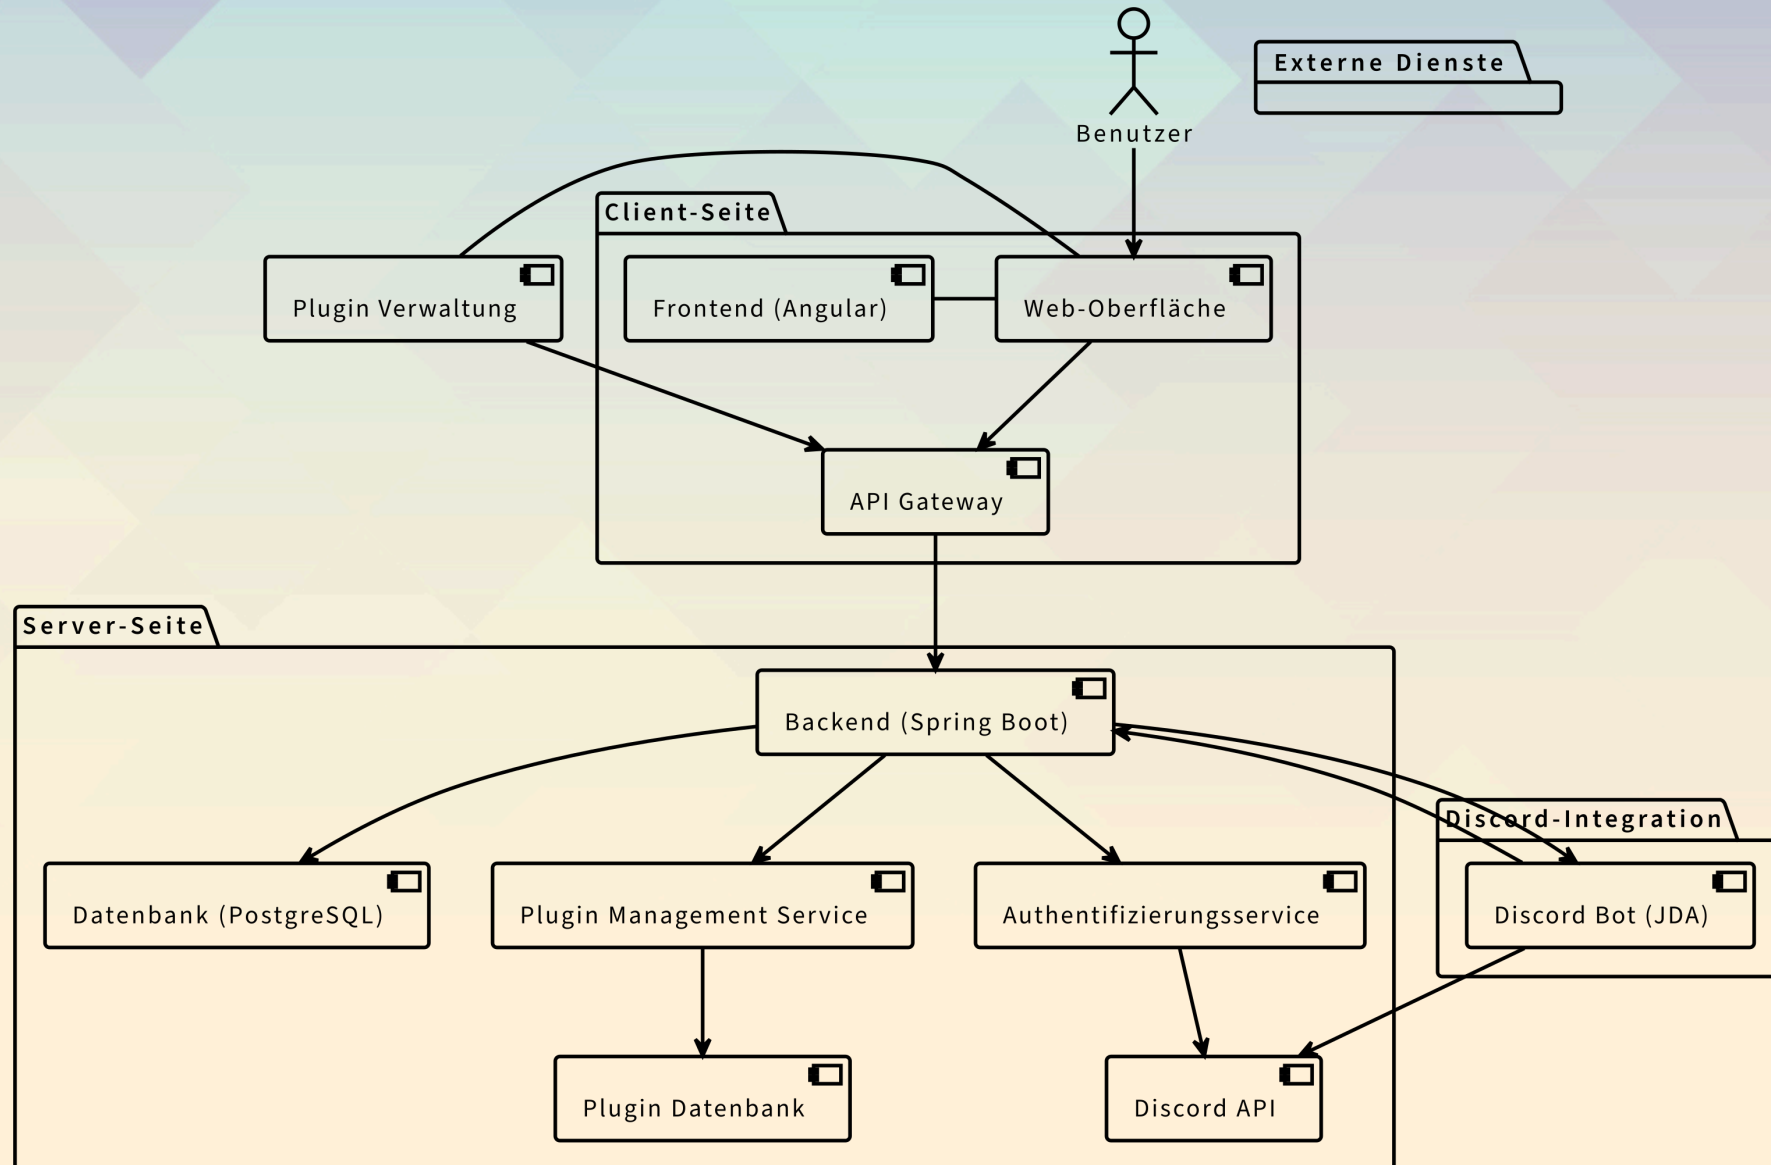 Externe Dienste
Benutzer
Client-Seite
Plugin Verwaltung
Frontend (Angular)
Web-Oberfläche
API Gateway
Server-Seite
Backend (Spring Boot)
Discord-Integration
Datenbank (PostgreSQL)
Plugin Management Service
Authentifizierungsservice
Discord Bot (JDA)
Plugin Datenbank
Discord API